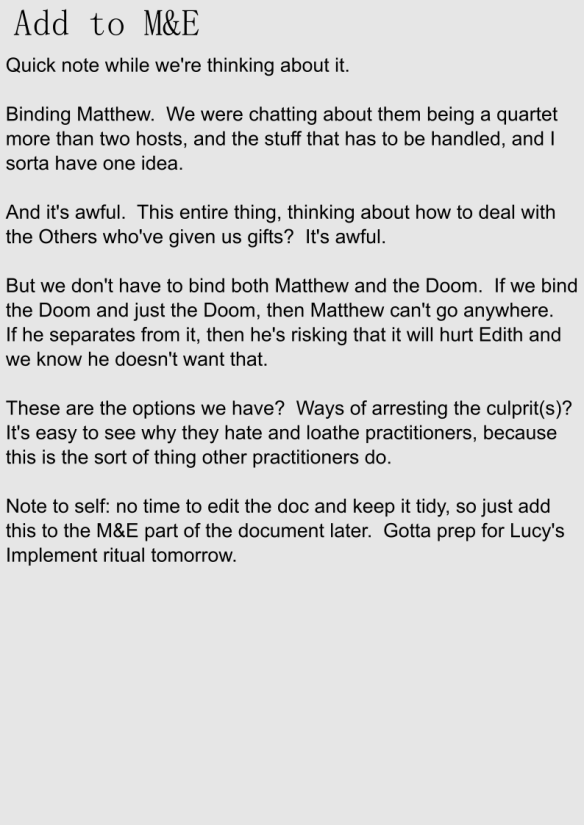 Add to M&E
Quick note while we're thinking about it.
Binding Matthew.  We were chatting about them being a quartet
more than two hosts, and the stuff that has to be handled, and I
sorta have one idea.
And it's awful.  This entire thing, thinking about how to deal with
the Others who've given us gifts?  It's awful.
But we don't have to bind both Matthew and the Doom.  If we bind
the Doom and just the Doom, then Matthew can't go anywhere.
If he separates from it, then he's risking that it will hurt Edith and
we know he doesn't want that.
These are the options we have?  Ways of arresting the culprit(s)?
It's easy to see why they hate and loathe practitioners, because
this is the sort of thing other practitioners do.
Note to self: no time to edit the doc and keep it tidy, so just add
this to the M&E part of the document later.  Gotta prep for Lucy's
Implement ritual tomorrow.